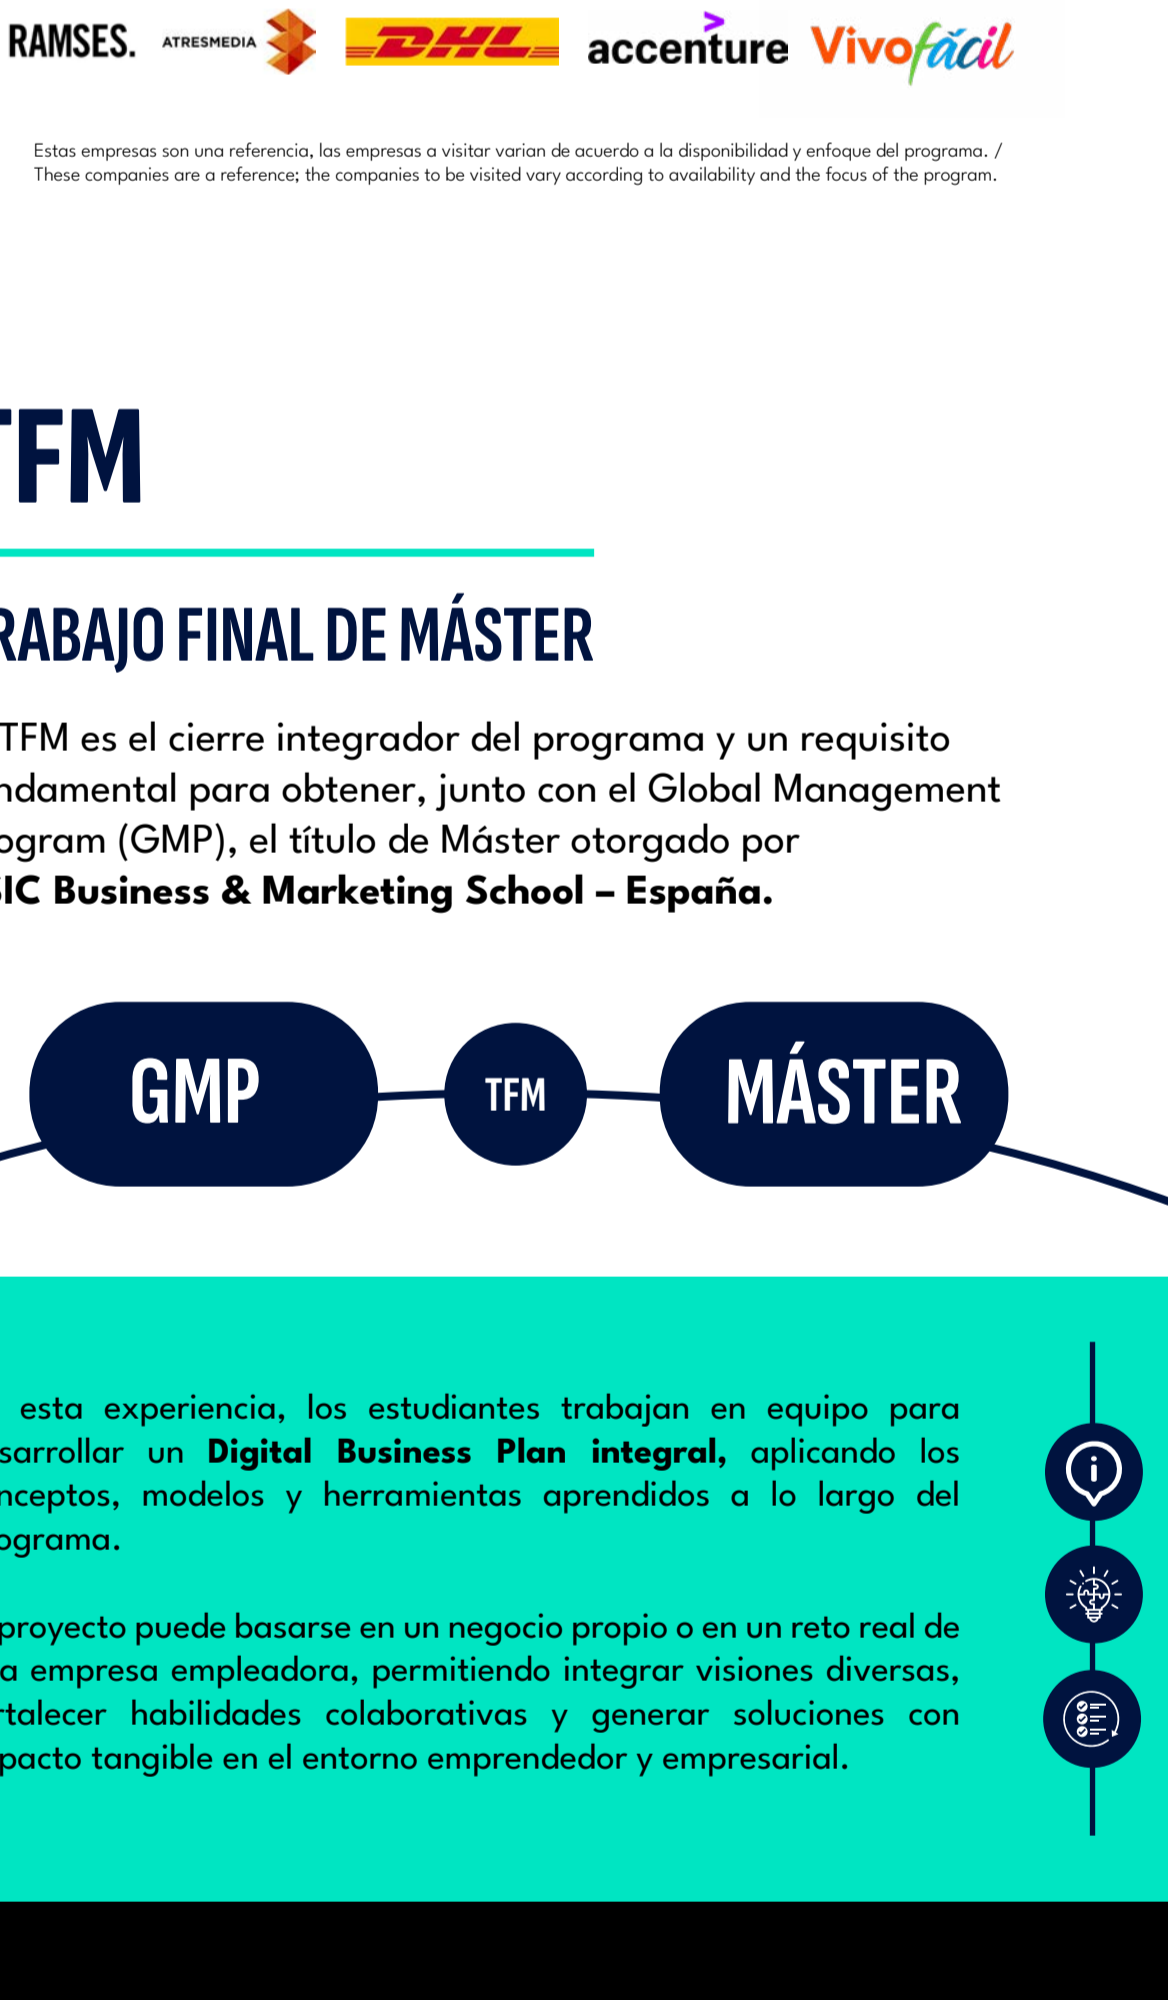 RAMSES. ATRESMEDIA DHL accenture Vivofácil
Estas empresas son una referencia, las empresas a visitar varian de acuerdo a la disponibilidad y enfoque del programa. /
These companies are a reference; the companies to be visited vary according to availability and the focus of the program.
TFM
RABAJO FINAL DE MÁSTER
TFM es el cierre integrador del programa y un requisito
ndamental para obtener, junto con el Global Management
ogram (GMP), el título de Máster otorgado por
SIC Business & Marketing School – España.
GMP TFM MÁSTER
esta experiencia, los estudiantes trabajan en equipo para
sarrollar un Digital Business Plan integral, aplicando los
nceptos, modelos y herramientas aprendidos a lo largo del
ograma.
proyecto puede basarse en un negocio propio o en un reto real de
a empresa empleadora, permitiendo integrar visiones diversas,
rtalecer habilidades colaborativas y generar soluciones con
pacto tangible en el entorno emprendedor y empresarial.